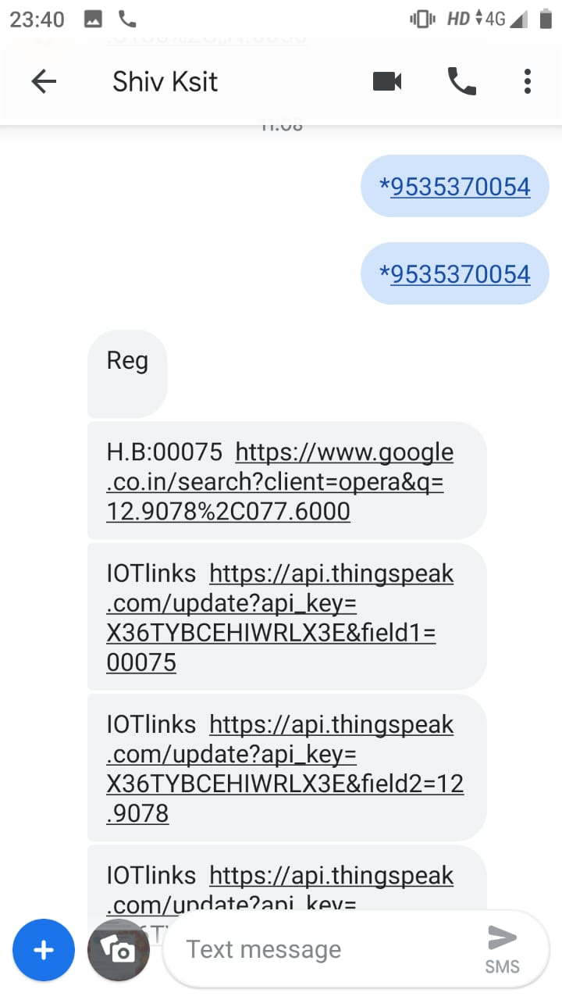 23:40 HD 4G
Shiv Ksit
11:08
*9535370054
*9535370054
Reg
H.B:00075 https://www.google
.co.in/search?client=opera&q=
12.9078%2C077.6000
IOTlinks https://api.thingspeak
.com/update?api_key=
X36TYBCEHIWRLX3E&field1=
00075
IOTlinks https://api.thingspeak
.com/update?api_key=
X36TYBCEHIWRLX3E&field2=12
.9078
IOTlinks https://api.thingspeak
.com/update?api_key=
Text message
SMS